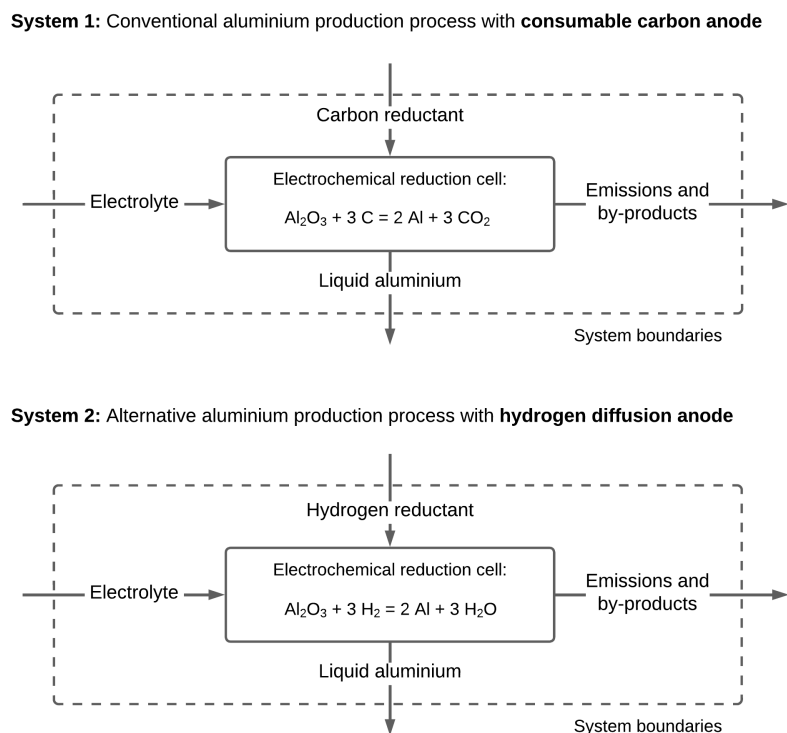 System 1: Conventional aluminium production process with consumable carbon anode
Carbon reductant
Electrochemical reduction cell:
Electrolyte
Al₂O₃ + 3 C = 2 Al + 3 CO₂
Emissions and
by-products
Liquid aluminium
System boundaries
System 2: Alternative aluminium production process with hydrogen diffusion anode
Hydrogen reductant
Electrochemical reduction cell:
Electrolyte
Al₂O₃ + 3 H₂ = 2 Al + 3 H₂O
Emissions and
by-products
Liquid aluminium
System boundaries